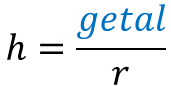 h = getal / r